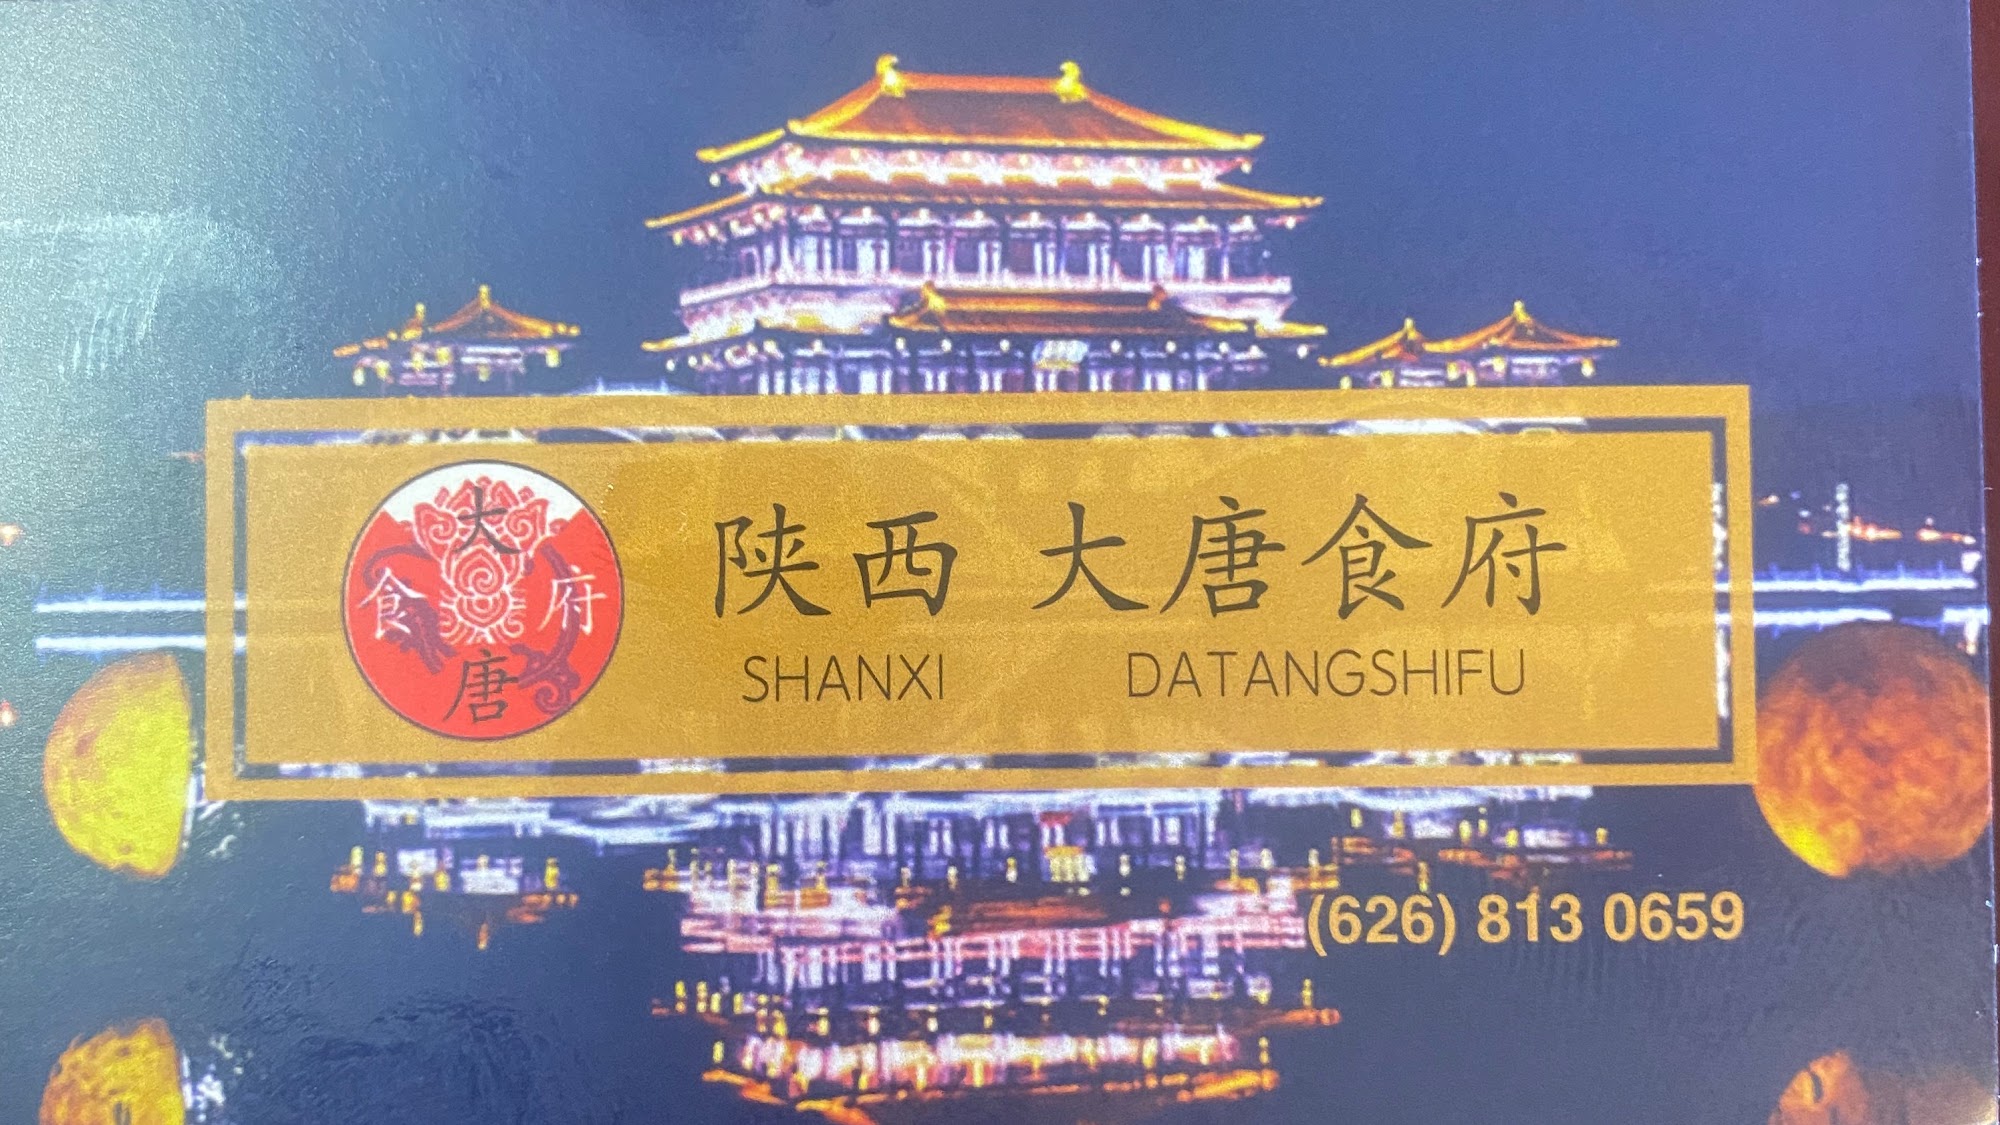 大
食 府
唐
陕西 大唐食府
SHANXI DATANGSHIFU
(626) 813 0659